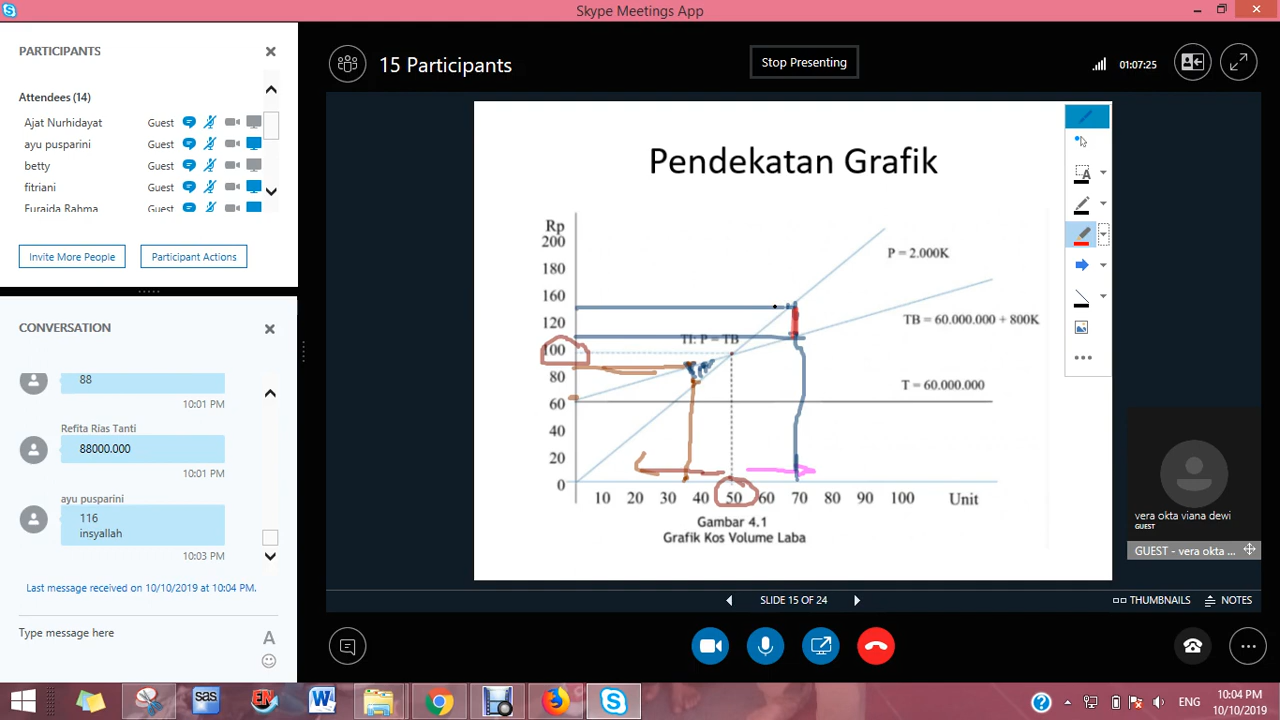 Skype Meetings App
PARTICIPANTS
Attendees (14)
Ajat Nurhidayat Guest
ayu pusparini Guest
betty Guest
fitriani Guest
Furaida Rahma Guest
Invite More People
Participant Actions
CONVERSATION
88
10:01 PM
Refita Rias Tanti
88000.000
10:01 PM
ayu pusparini
116
insyallah
10:03 PM
Last message received on 10/10/2019 at 10:04 PM.
Type message here
A
15 Participants
Stop Presenting
01:07:25
Pendekatan Grafik
Rp
200
180
160
120
100
80
60
40
20
0
P = 2.000K
TB = 60.000.000 + 800K
TI: P = TB
T = 60.000.000
10 20 30 40 50 60 70 80 90 100 Unit
Gambar 4.1
Grafik Kos Volume Laba
A
vera okta viana dewi
GUEST
GUEST - vera okta ...
SLIDE 15 OF 24
THUMBNAILS
NOTES
sas
EN
W
S
ENG
10:04 PM
10/10/2019